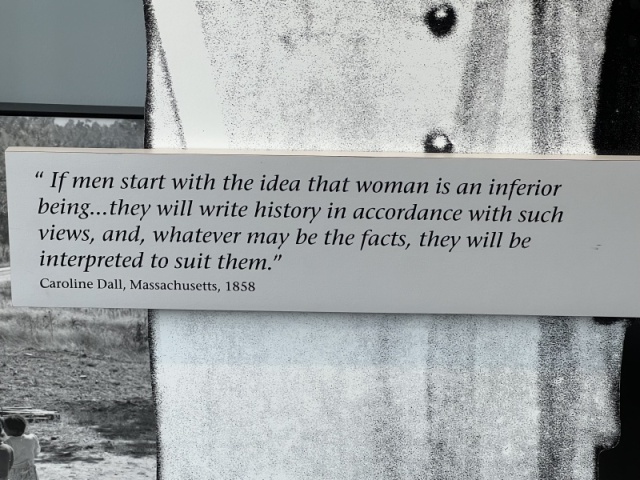 “ If men start with the idea that woman is an inferior
being...they will write history in accordance with such
views, and, whatever may be the facts, they will be
interpreted to suit them.”
Caroline Dall, Massachusetts, 1858